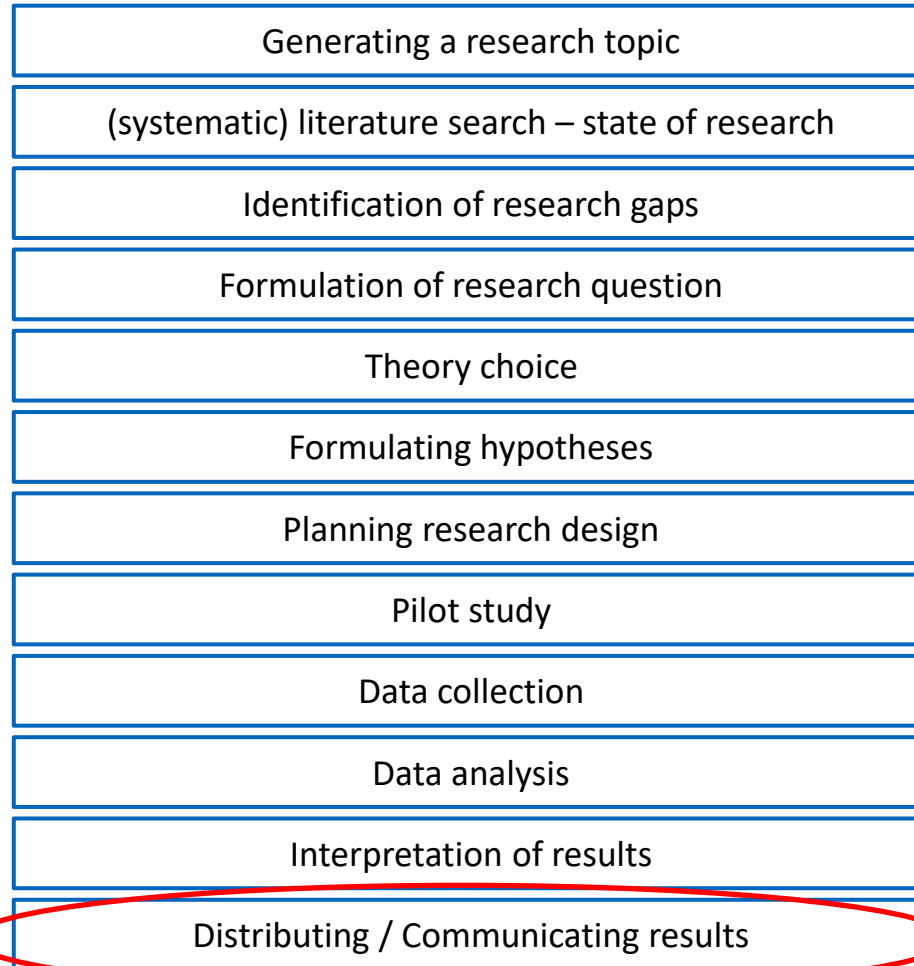 Generating a research topic
(systematic) literature search – state of research
Identification of research gaps
Formulation of research question
Theory choice
Formulating hypotheses
Planning research design
Pilot study
Data collection
Data analysis
Interpretation of results
Distributing / Communicating results